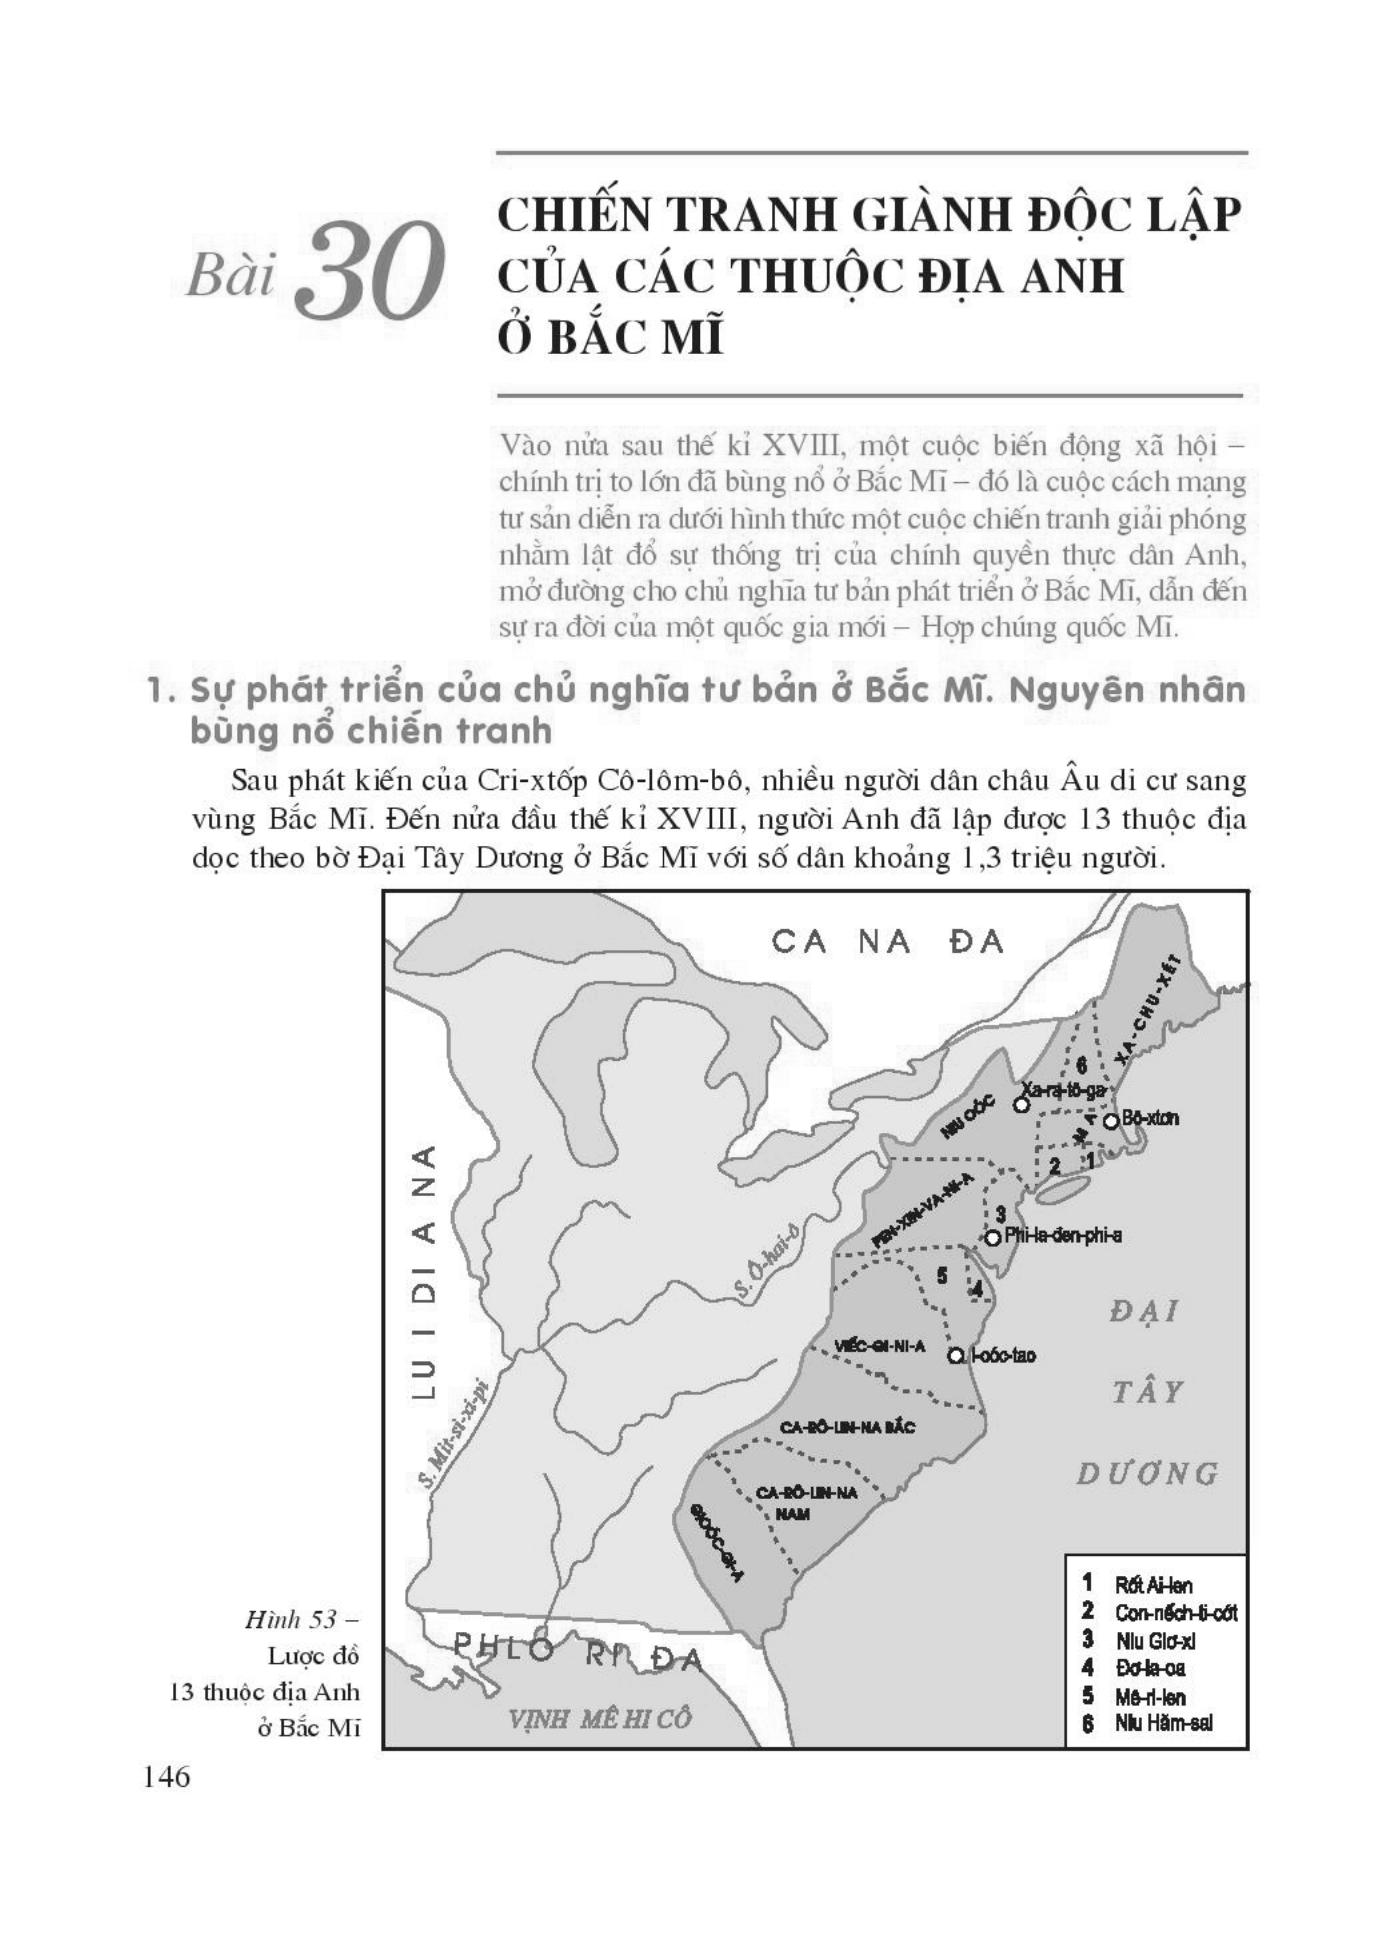 Bài 30
CHIẾN TRANH GIÀNH ĐỘC LẬP
CỦA CÁC THUỘC ĐỊA ANH
Ở BẮC MĨ
Vào nửa sau thế kỉ XVIII, một cuộc biến động xã hội –
chính trị to lớn đã bùng nổ ở Bắc Mĩ – đó là cuộc cách mạng
tư sản diễn ra dưới hình thức một cuộc chiến tranh giải phóng
nhằm lật đổ sự thống trị của chính quyền thực dân Anh,
mở đường cho chủ nghĩa tư bản phát triển ở Bắc Mĩ, dẫn đến
sự ra đời của một quốc gia mới – Hợp chúng quốc Mĩ.
1. Sự phát triển của chủ nghĩa tư bản ở Bắc Mĩ. Nguyên nhân
bùng nổ chiến tranh
Sau phát kiến của Cri-xtốp Cô-lôm-bô, nhiều người dân châu Âu di cư sang
vùng Bắc Mĩ. Đến nửa đầu thế kỉ XVIII, người Anh đã lập được 13 thuộc địa
dọc theo bờ Đại Tây Dương ở Bắc Mĩ với số dân khoảng 1,3 triệu người.
CA NA ĐA
XA-CHU-XÉT
6
Xa-ra-tô-ga
NIU OÓC
MA
Bô-xtơn
2
1
LU I DI A NA
PEN-XIN-VA-NI-A
3
Phi-la-đen-phi-a
S. Ô-hai-ô
5
4
ĐẠI
VIẾC-GI-NI-A
I-oóc-tao
TÂY
S. Mit-si-xi-pi
CA-RÔ-LIN-NA BẮC
DƯƠNG
CA-RÔ-LIN-NA
NAM
GIOÓC-GI-A
1 Rốt Ai-len
2 Con-nếch-ti-cớt
3 Niu Giơ-xi
4 Đơ-la-oa
5 Mê-ri-len
6 Niu Hăm-sai
PHLÔ RI ĐA
VỊNH MÊ HI CÔ
Hình 53 –
Lược đồ
13 thuộc địa Anh
ở Bắc Mĩ
146